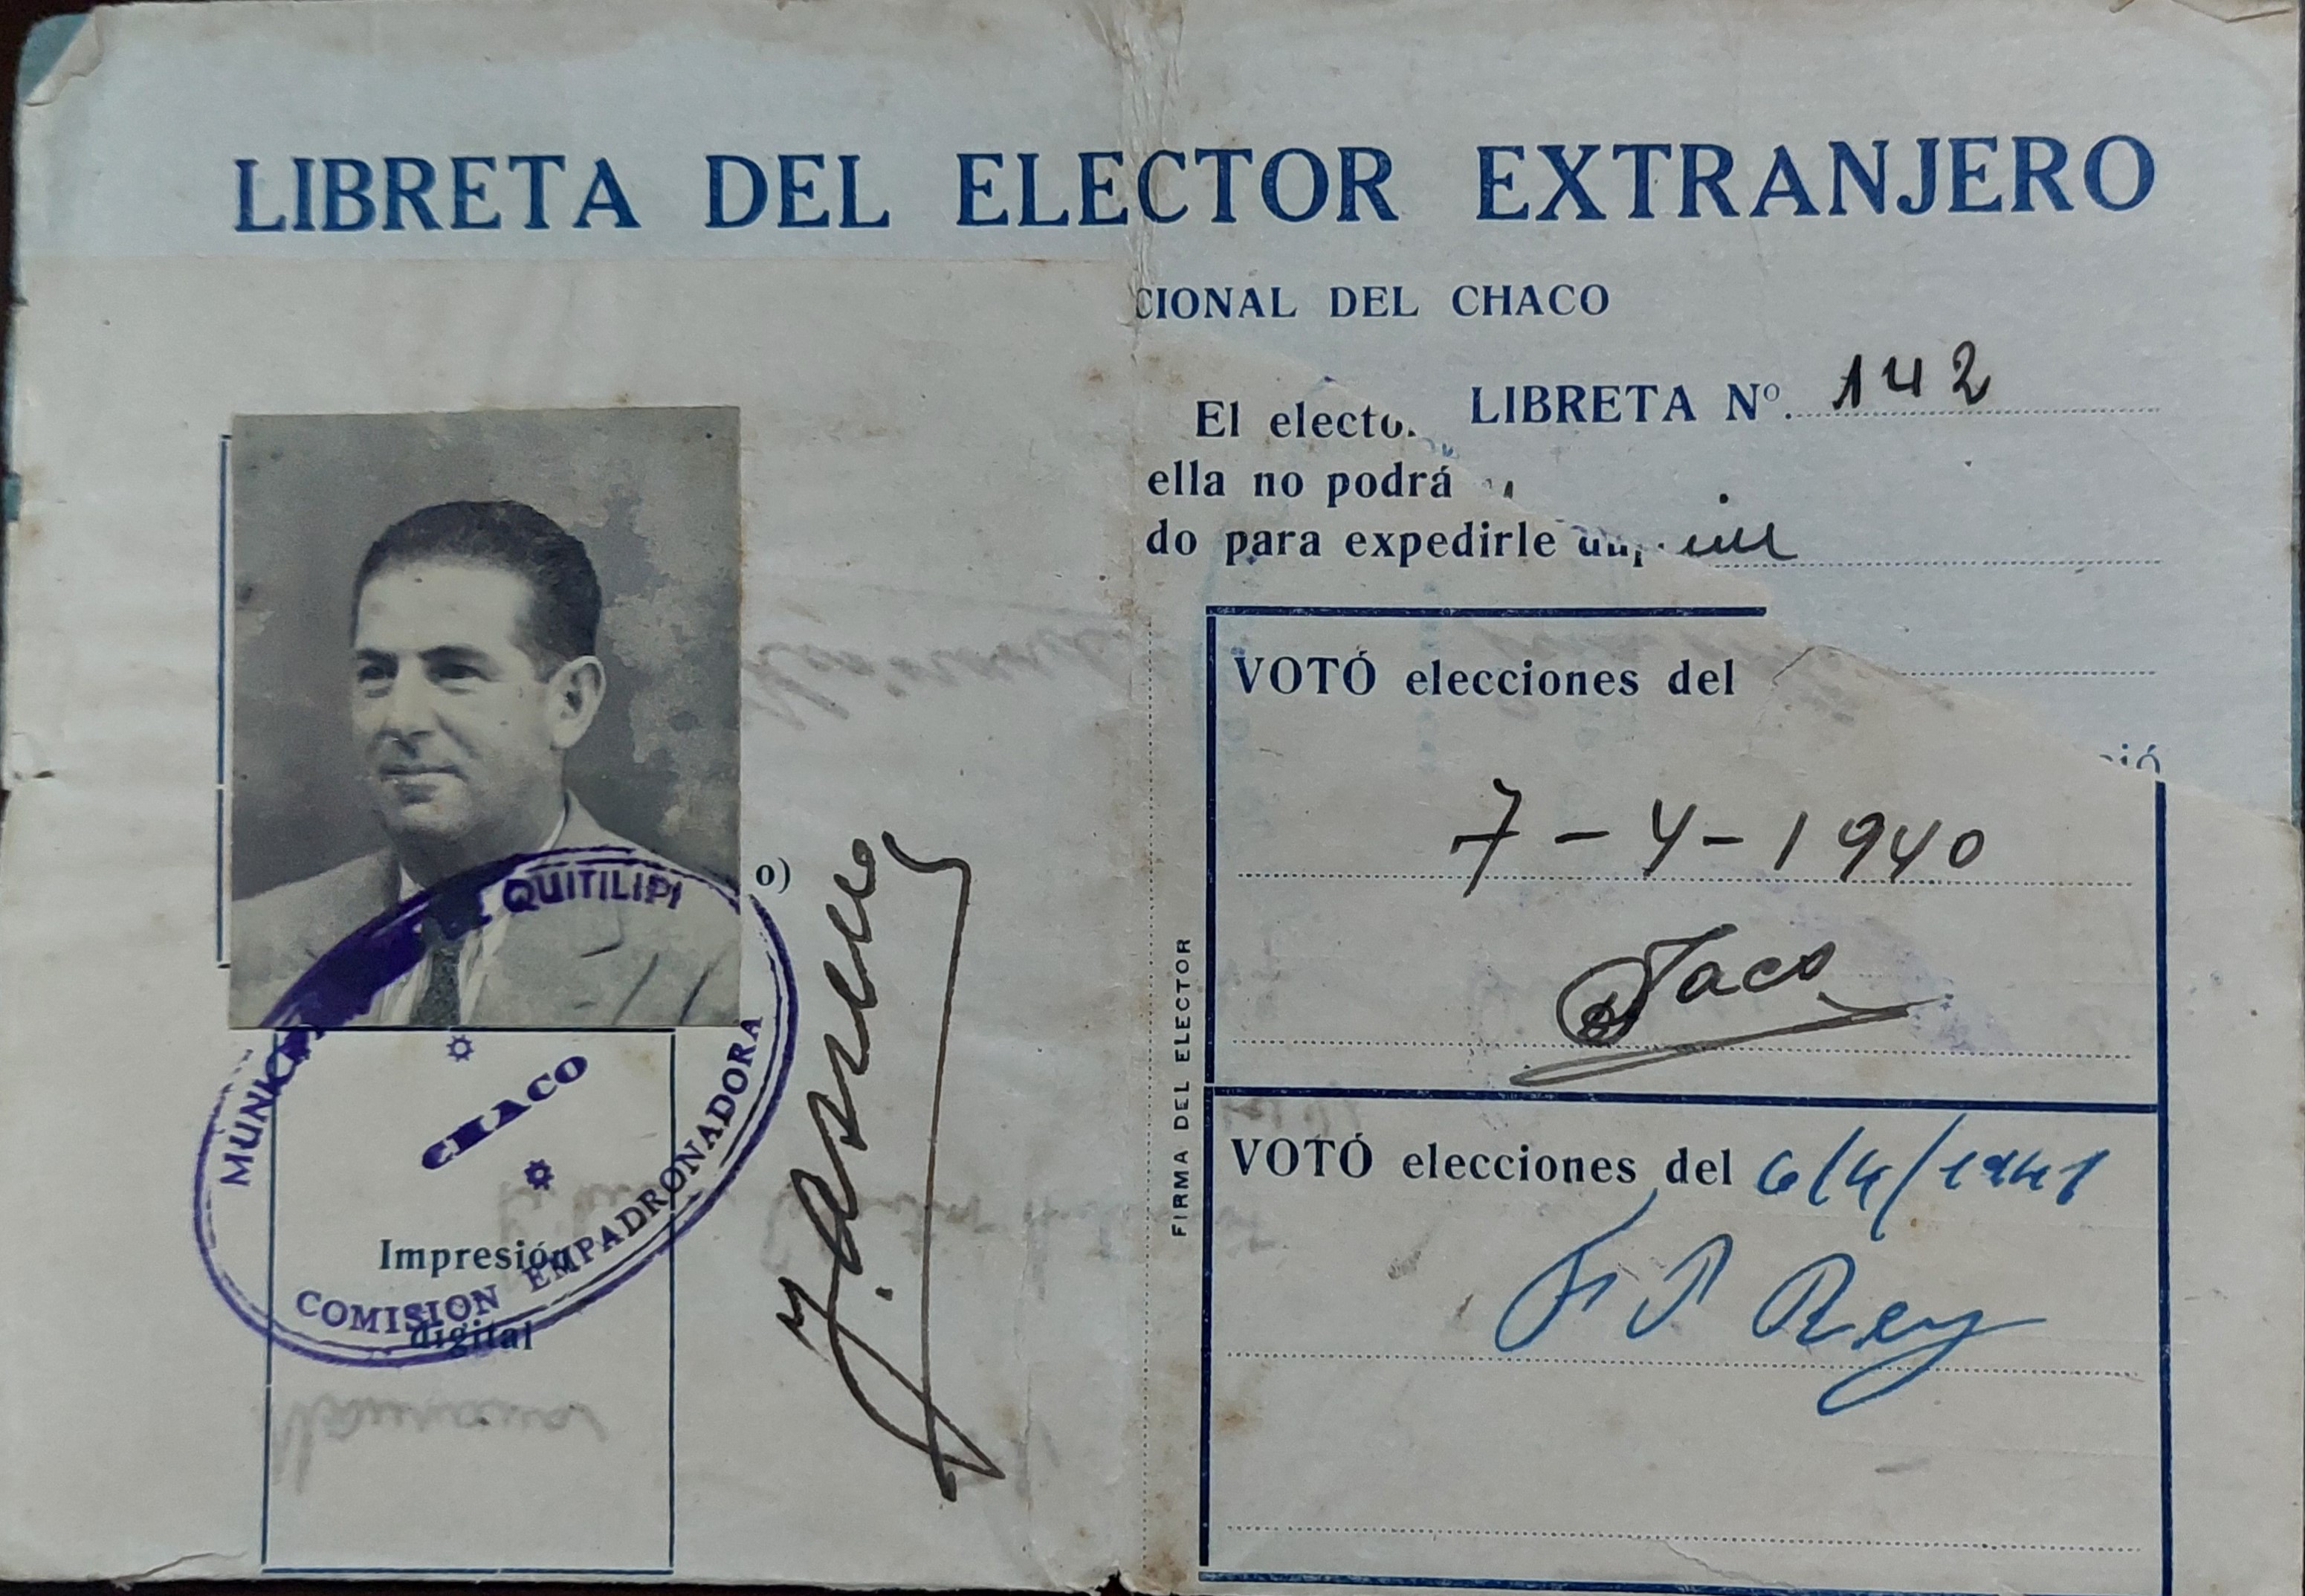 LIBRETA DEL ELECTOR EXTRANJERO
CIONAL DEL CHACO
LIBRETA Nº. 142
El elector
ella no podrá
do para expedirle
VOTÓ elecciones del
7-4-1940
VOTÓ elecciones del 6/4/1941
F J Rey
FIRMA DEL ELECTOR
o)
QUITILIPI
CHACO
COMISION EMPADRONADORA
Impresión
digital